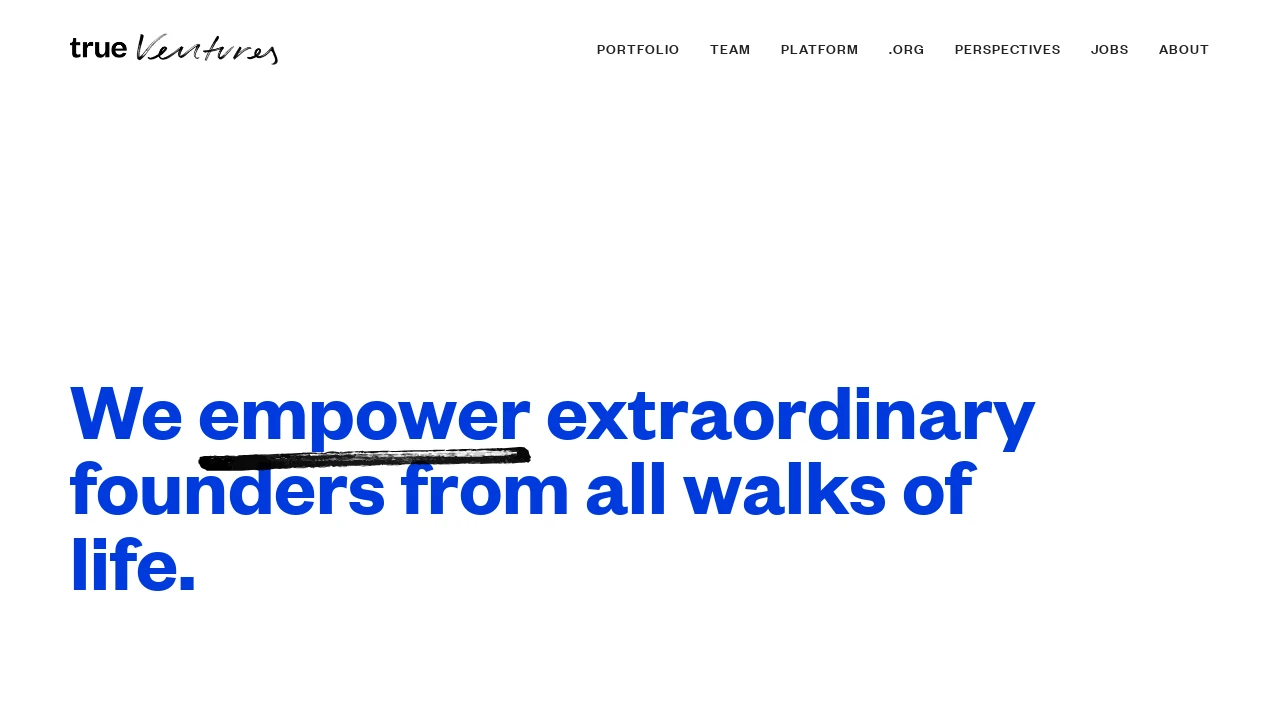 true Ventures
PORTFOLIO TEAM PLATFORM .ORG PERSPECTIVES JOBS ABOUT
We empower extraordinary
founders from all walks of
life.